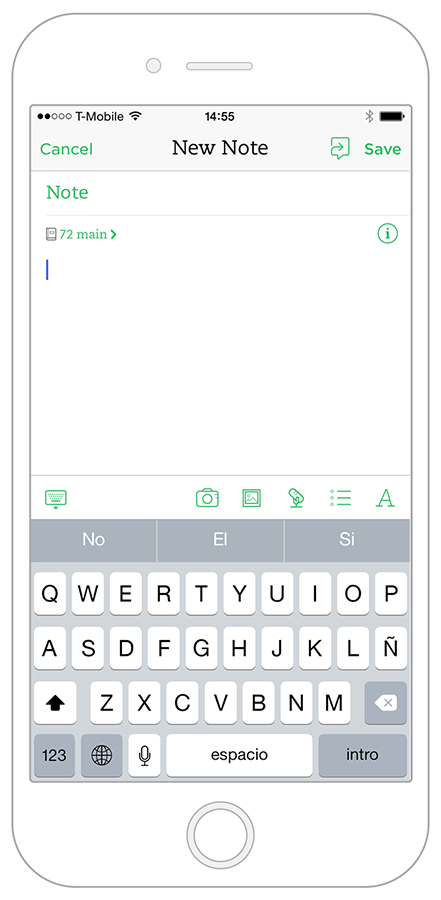 T-Mobile 14:55
Cancel New Note Save
Note
72 main
A
No El Si
Q W E R T Y U I O P
A S D F G H J K L Ñ
Z X C V B N M
123 espacio intro